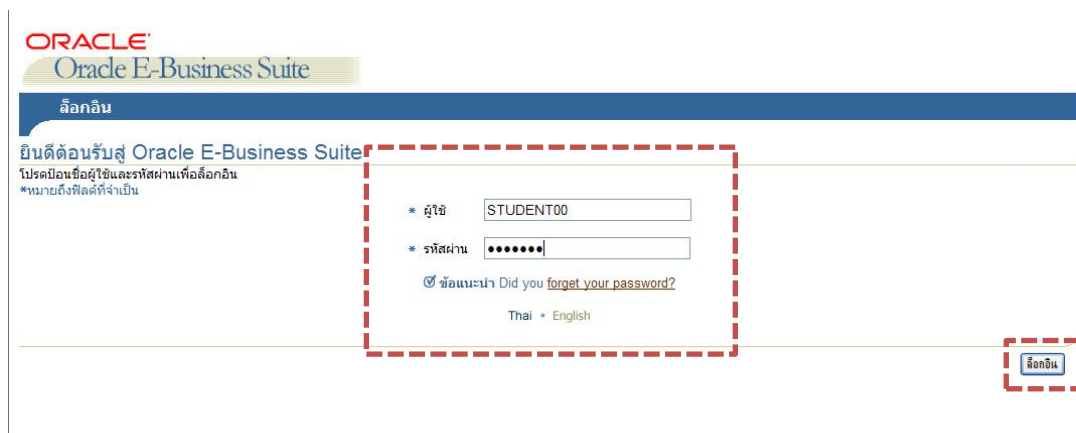 ORACLE
Oracle E-Business Suite
ล็อกอิน
ยินดีต้อนรับสู่ Oracle E-Business Suite
โปรดป้อนชื่อผู้ใช้และรหัสผ่านเพื่อล็อกอิน
*หมายถึงฟิลด์ที่จำเป็น
* ผู้ใช้ STUDENT00
* รหัสผ่าน •••••••
ข้อแนะนำ Did you forget your password?
Thai • English
ล็อกอิน